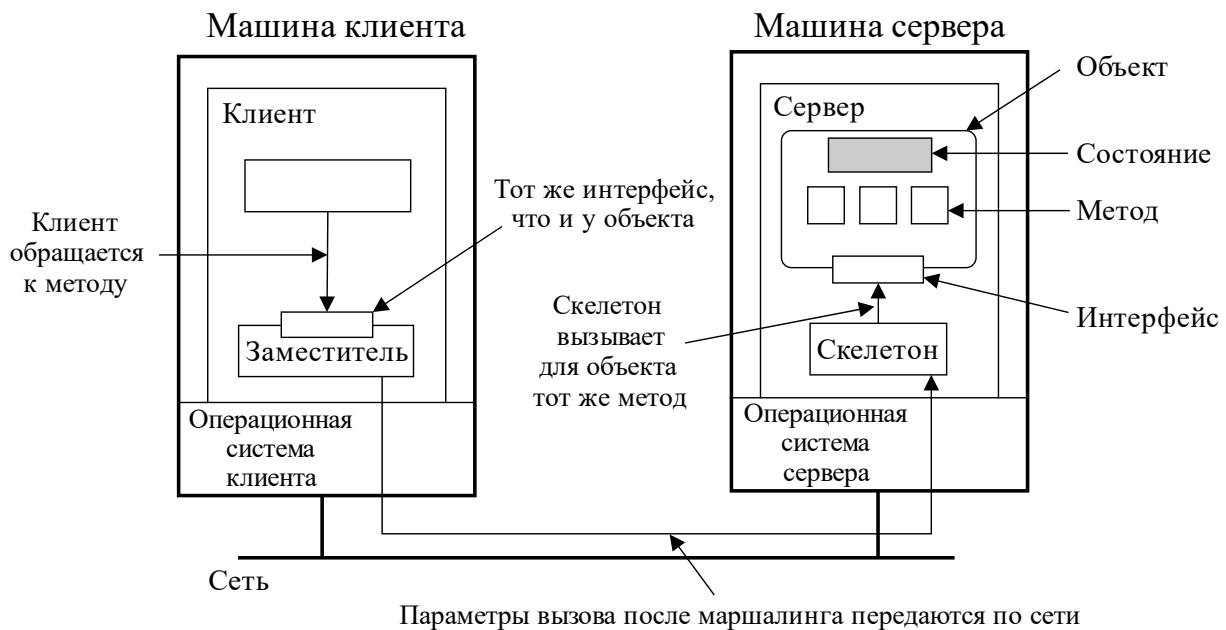 Машина клиента
Машина сервера
Объект
Клиент
Сервер
Состояние
Тот же интерфейс,
что и у объекта
Метод
Клиент
обращается
к методу
Скелетон
вызывает
для объекта
тот же метод
Интерфейс
Заместитель
Скелетон
Операционная
система
клиента
Операционная
система
сервера
Сеть
Параметры вызова после маршалинга передаются по сети